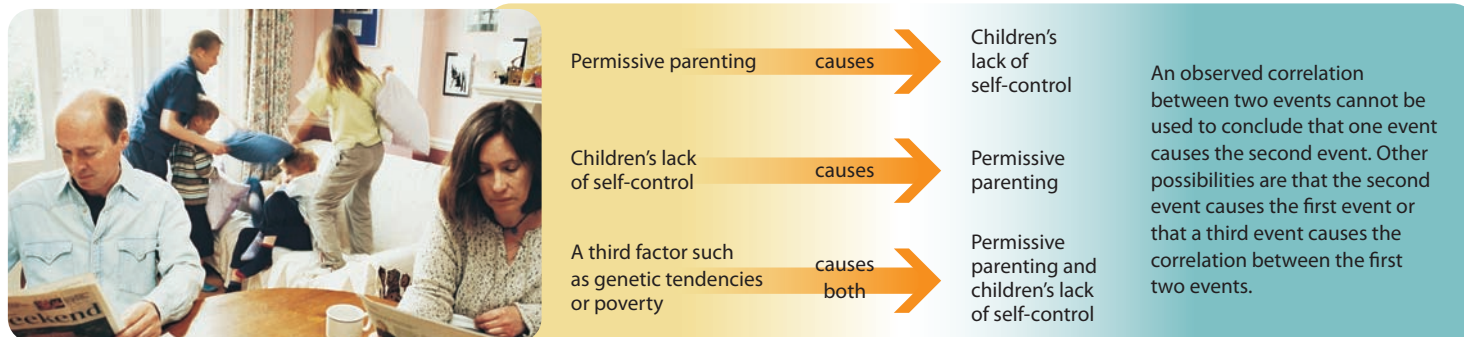 Permissive parenting
causes
Children's
lack of
self-control
Children's lack
of self-control
causes
Permissive
parenting
A third factor such
as genetic tendencies
or poverty
causes
both
Permissive
parenting and
children's lack
of self-control
An observed correlation
between two events cannot be
used to conclude that one event
causes the second event. Other
possibilities are that the second
event causes the first event or
that a third event causes the
correlation between the first
two events.
eekend